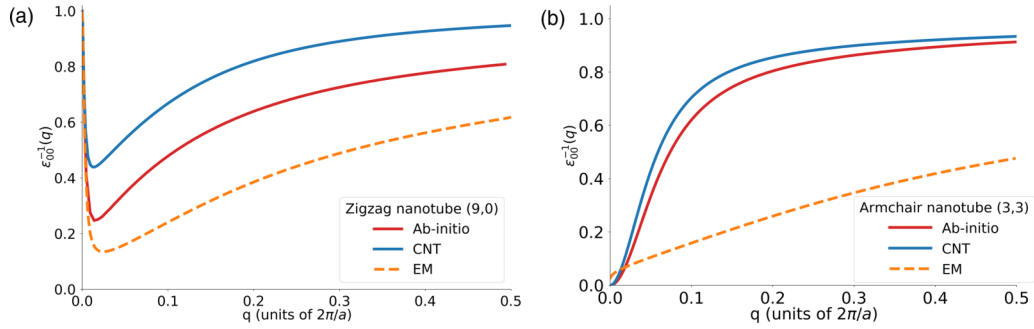 (a)
1.0
0.8
0.6
0.4
0.2
0.0
ε₀₀⁻¹(q)
0.0 0.1 0.2 0.3 0.4 0.5
q (units of 2π/a)
Zigzag nanotube (9,0)
Ab-initio
CNT
EM
(b)
1.0
0.8
0.6
0.4
0.2
0.0
ε₀₀⁻¹(q)
0.0 0.1 0.2 0.3 0.4 0.5
q (units of 2π/a)
Armchair nanotube (3,3)
Ab-initio
CNT
EM